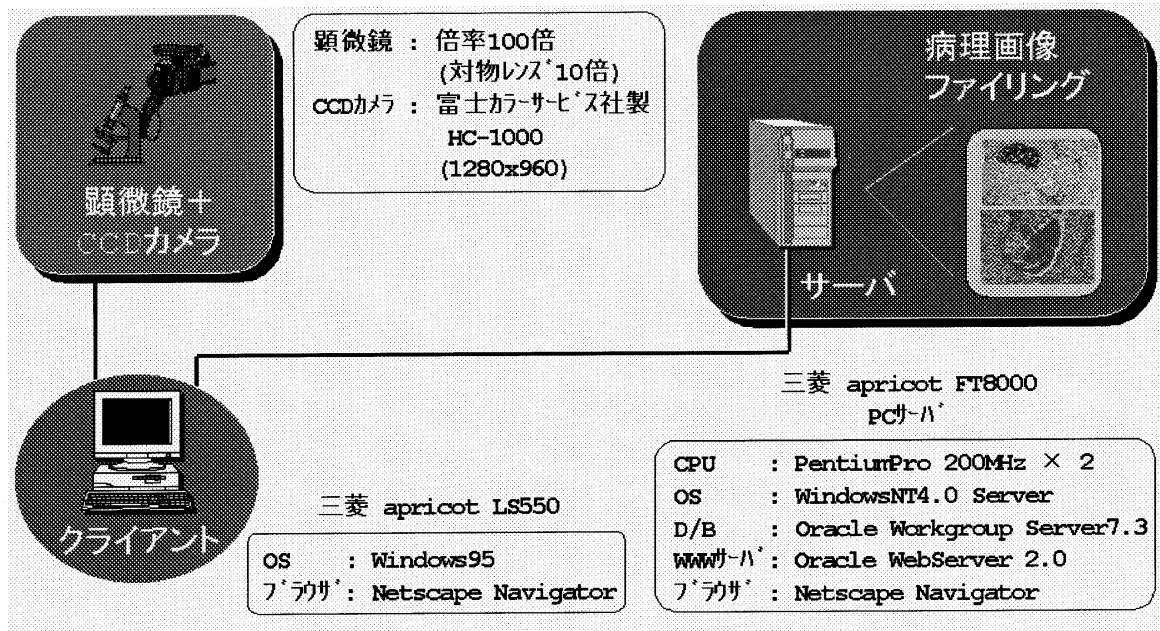 顕微鏡 : 倍率100倍
(対物ﾚﾝｽﾞ10倍)
CCDｶﾒﾗ : 富士ｶﾗｰｻｰﾋﾞｽ社製
HC-1000
(1280x960)
顕微鏡＋
CCDカメラ
病理画像
ファイリング
サーバ
三菱 apricot FT8000
PCｻｰﾊﾞ
CPU : PentiumPro 200MHz × 2
OS : WindowsNT4.0 Server
D/B : Oracle Workgroup Server7.3
WWWｻｰﾊﾞ : Oracle WebServer 2.0
ﾌﾞﾗｳｻﾞ : Netscape Navigator
クライアント
三菱 apricot LS550
OS : Windows95
ﾌﾞﾗｳｻﾞ : Netscape Navigator